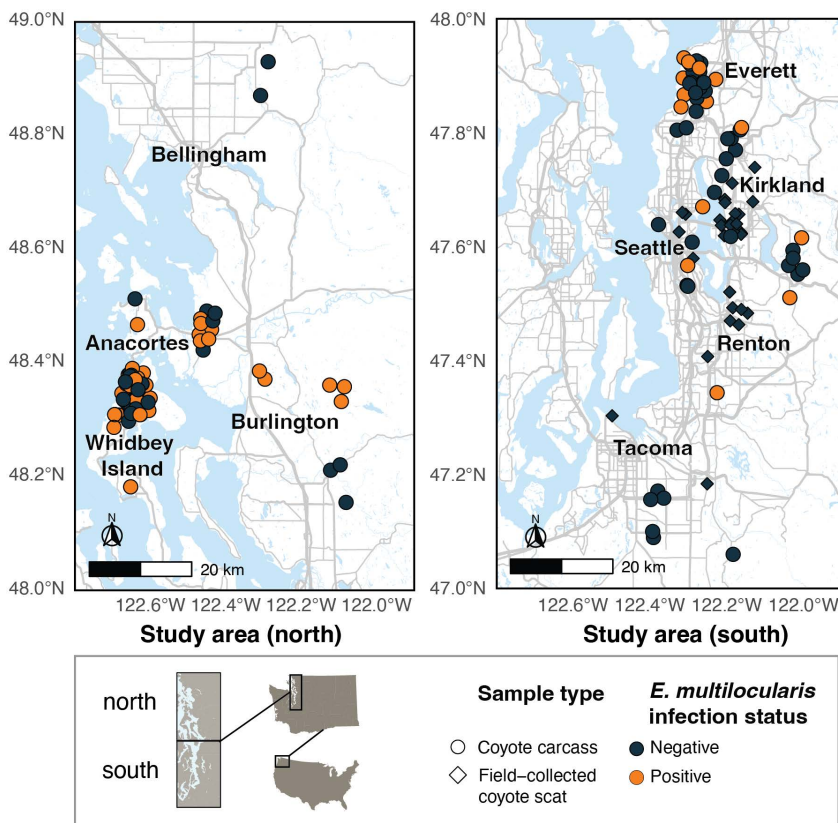 49.0°N
48.8°N
48.6°N
48.4°N
48.2°N
48.0°N
Bellingham
Anacortes
Burlington
Whidbey
Island
N
20 km
122.6°W 122.4°W 122.2°W 122.0°W
Study area (north)
48.0°N
47.8°N
47.6°N
47.4°N
47.2°N
47.0°N
Everett
Kirkland
Seattle
Renton
Tacoma
N
20 km
122.6°W 122.4°W 122.2°W 122.0°W
Study area (south)
north
south
Sample type
Coyote carcass
Field–collected
coyote scat
E. multilocularis
infection status
Negative
Positive